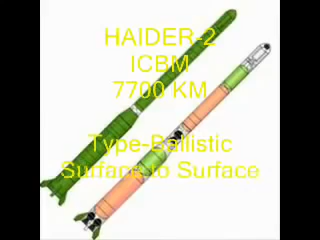 HAIDER-2
ICBM
7700 KM
Type-Ballistic
Surface to Surface